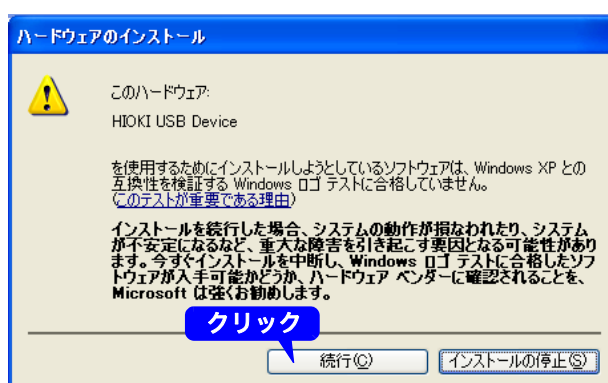 ハードウェアのインストール
このハードウェア:
HIOKI USB Device
を使用するためにインストールしようとしているソフトウェアは、Windows XP との
互換性を検証する Windows ロゴ テストに合格していません。
(このテストが重要である理由)
インストールを続行した場合、システムの動作が損なわれたり、システム
が不安定になるなど、重大な障害を引き起こす要因となる可能性があり
ます。今すぐインストールを中断し、Windows ロゴ テストに合格したソフ
トウェアが入手可能かどうか、ハードウェア ベンダーに確認されることを、
Microsoft は強くお勧めします。
クリック
続行(C)
インストールの停止(S)